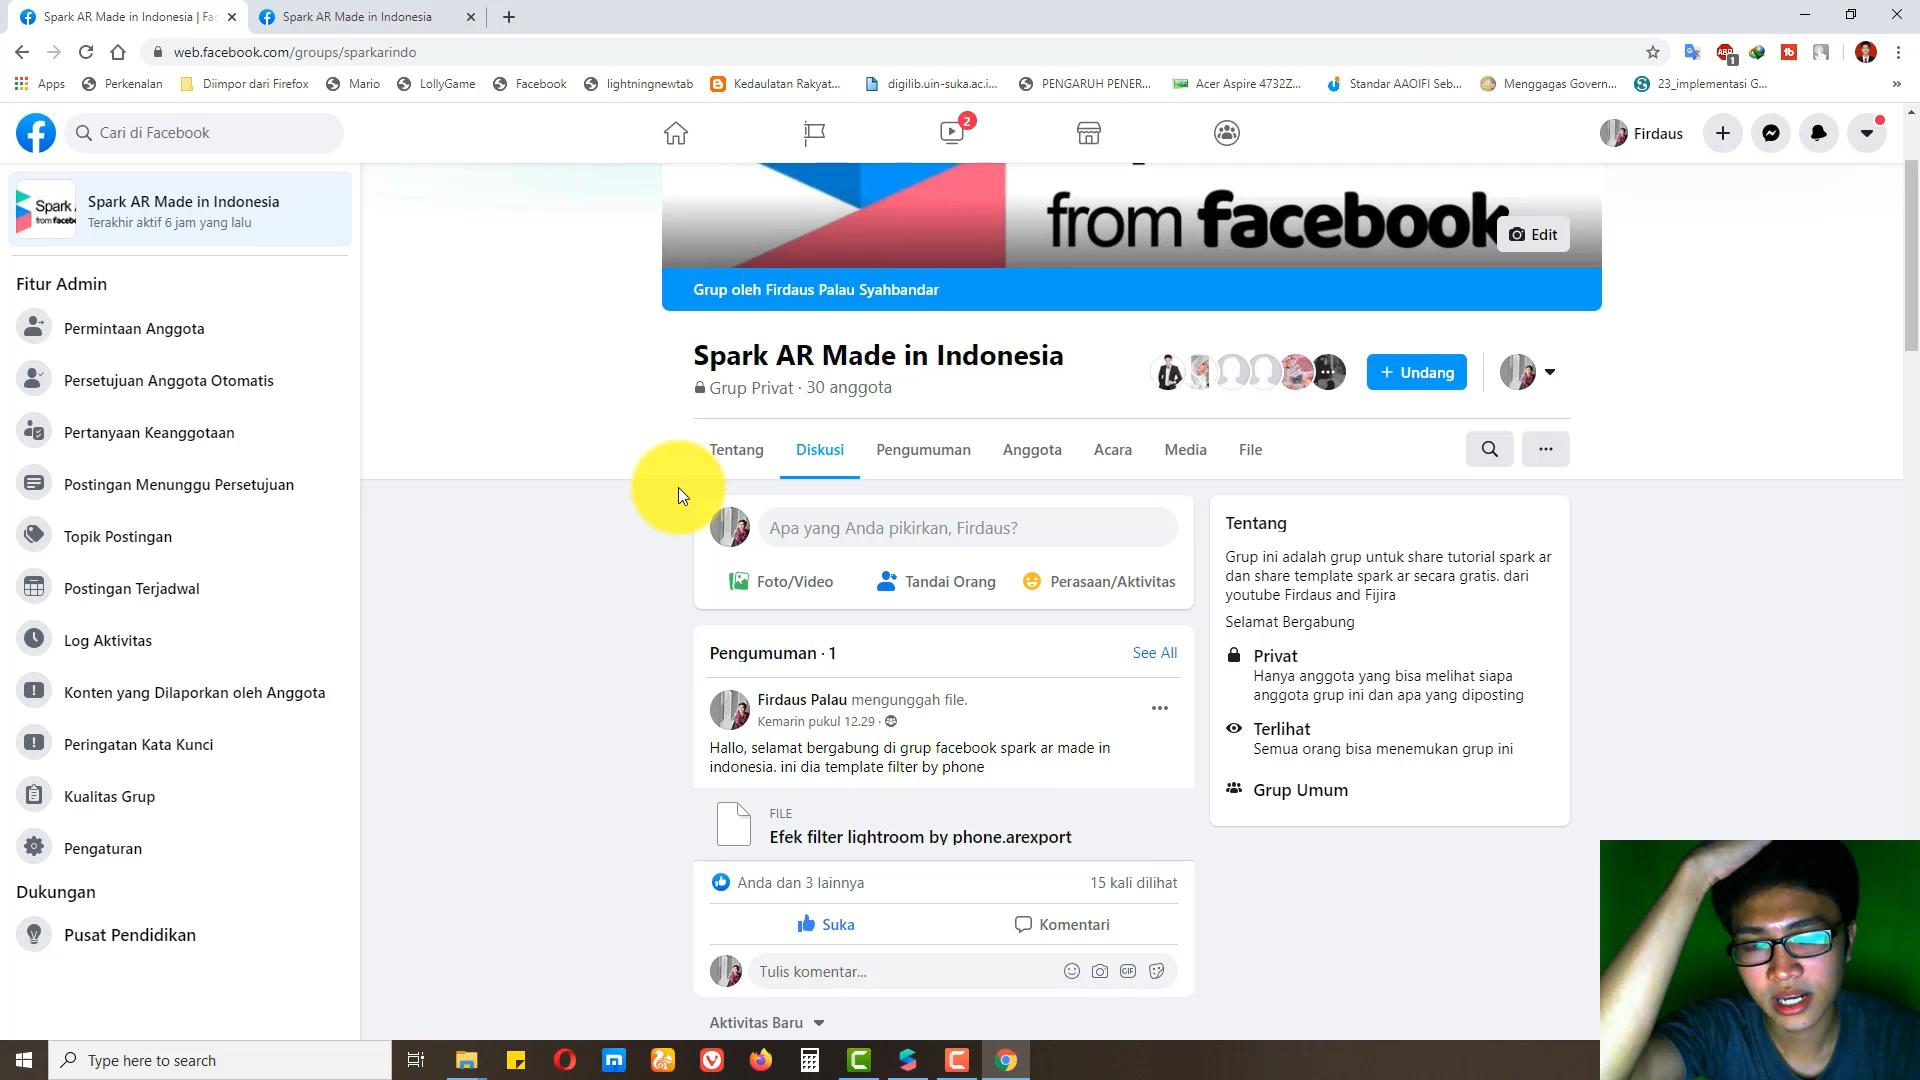 Spark AR Made in Indonesia | Fac
Spark AR Made in Indonesia
web.facebook.com/groups/sparkarindo
1
Apps
Perkenalan
Diimpor dari Firefox
Mario
LollyGame
Facebook
lightningnewtab
Kedaulatan Rakyat...
digilib.uin-suka.ac.i...
PENGARUH PENER...
Acer Aspire 4732Z...
Standar AAOIFI Seb...
Menggagas Govern...
23_implementasi G...
Cari di Facebook
2
Firdaus
Spark AR Made in Indonesia
Terakhir aktif 6 jam yang lalu
Fitur Admin
Permintaan Anggota
Persetujuan Anggota Otomatis
Pertanyaan Keanggotaan
Postingan Menunggu Persetujuan
Topik Postingan
Postingan Terjadwal
Log Aktivitas
Konten yang Dilaporkan oleh Anggota
Peringatan Kata Kunci
Kualitas Grup
Pengaturan
Dukungan
Pusat Pendidikan
from facebook
Edit
Grup oleh Firdaus Palau Syahbandar
Spark AR Made in Indonesia
Grup Privat · 30 anggota
+ Undang
Tentang
Diskusi
Pengumuman
Anggota
Acara
Media
File
Apa yang Anda pikirkan, Firdaus?
Foto/Video
Tandai Orang
Perasaan/Aktivitas
Pengumuman · 1
See All
Firdaus Palau mengunggah file.
Kemarin pukul 12.29 ·
Hallo, selamat bergabung di grup facebook spark ar made in
indonesia. ini dia template filter by phone
FILE
Efek filter lightroom by phone.arexport
Anda dan 3 lainnya
15 kali dilihat
Suka
Komentari
Tulis komentar...
GIF
Aktivitas Baru
Tentang
Grup ini adalah grup untuk share tutorial spark ar
dan share template spark ar secara gratis. dari
youtube Firdaus and Fijira
Selamat Bergabung
Privat
Hanya anggota yang bisa melihat siapa
anggota grup ini dan apa yang diposting
Terlihat
Semua orang bisa menemukan grup ini
Grup Umum
Type here to search